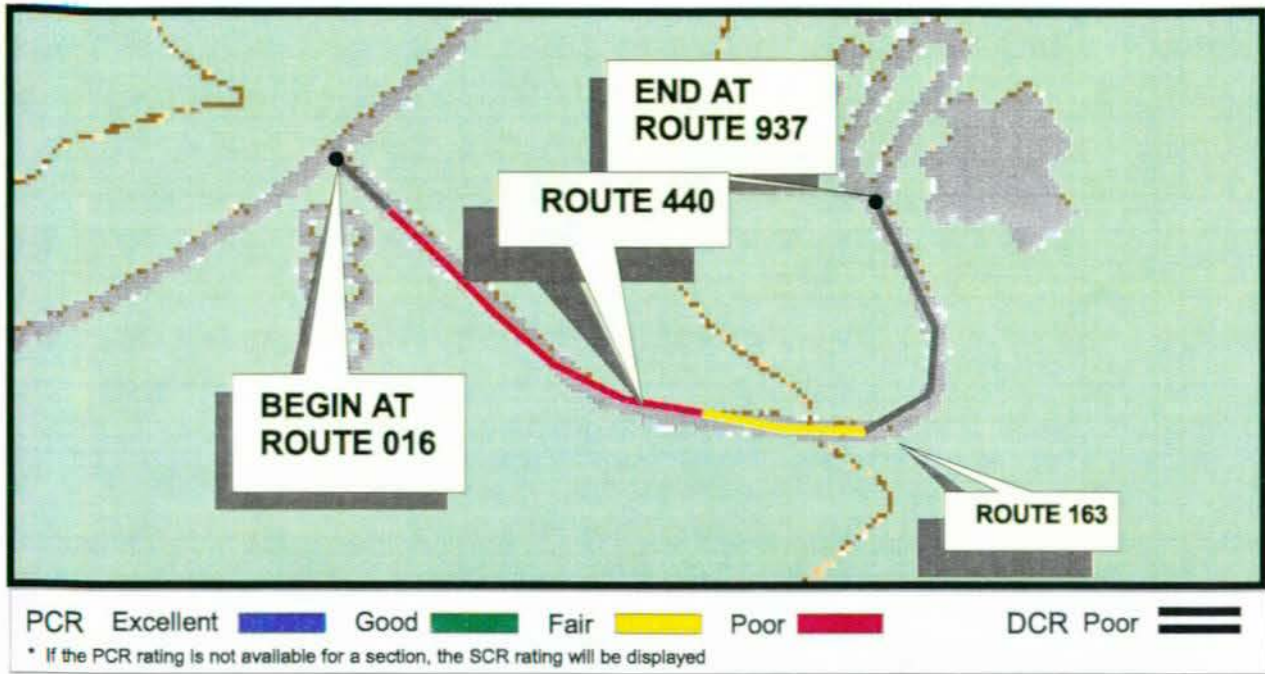 END AT
ROUTE 937
ROUTE 440
BEGIN AT
ROUTE 016
ROUTE 163
PCR Excellent Good Fair Poor DCR Poor
* If the PCR rating is not available for a section, the SCR rating will be displayed